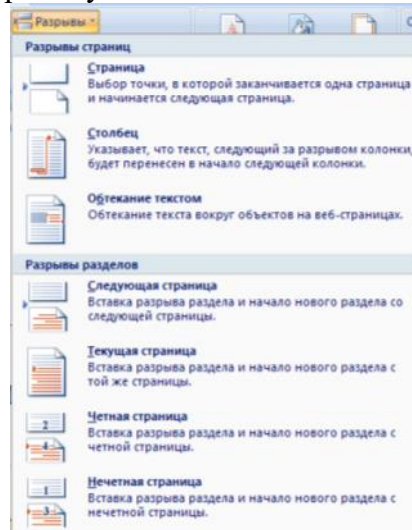 Разрывы
Разрывы страниц
Страница
Выбор точки, в которой заканчивается одна страница
и начинается следующая страница.
Столбец
Указывает, что текст, следующий за разрывом колонки,
будет перенесен в начало следующей колонки.
Обтекание текстом
Обтекание текста вокруг объектов на веб-страницах.
Разрывы разделов
Следующая страница
Вставка разрыва раздела и начало нового раздела со
следующей страницы.
Текущая страница
Вставка разрыва раздела и начало нового раздела с
той же страницы.
2
4
Четная страница
Вставка разрыва раздела и начало нового раздела с
четной страницы.
1
3
Нечетная страница
Вставка разрыва раздела и начало нового раздела с
нечетной страницы.